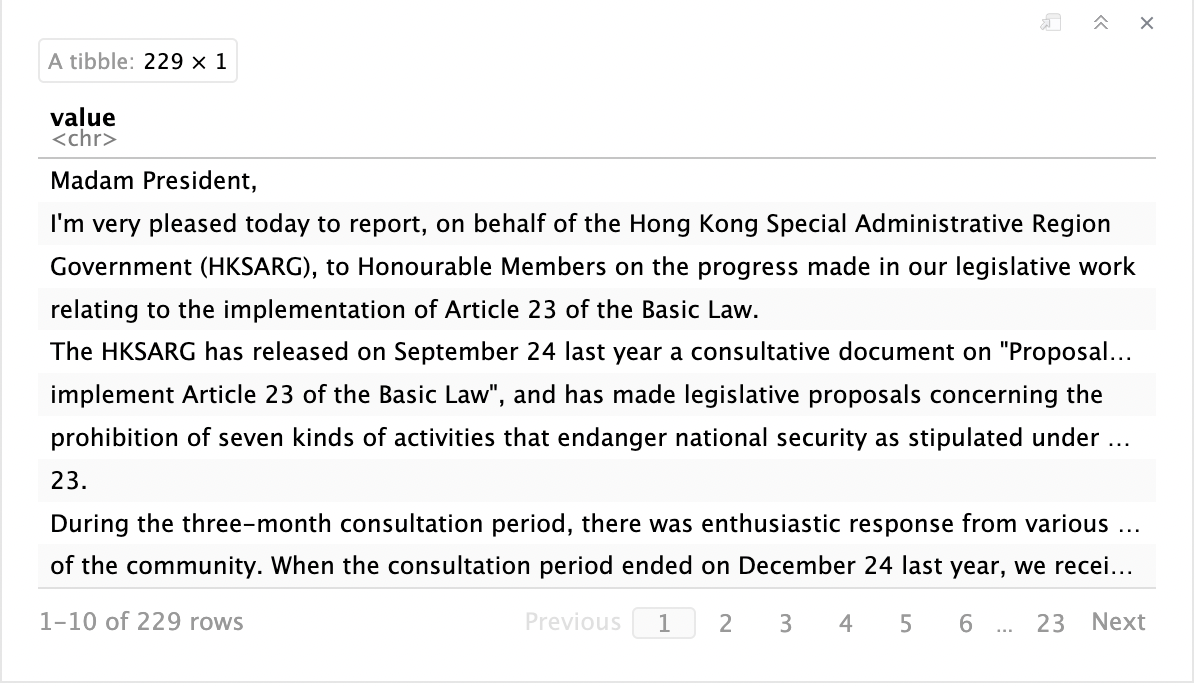 A tibble: 229 × 1
value
<chr>
Madam President,
I'm very pleased today to report, on behalf of the Hong Kong Special Administrative Region
Government (HKSARG), to Honourable Members on the progress made in our legislative work
relating to the implementation of Article 23 of the Basic Law.
The HKSARG has released on September 24 last year a consultative document on "Proposal...
implement Article 23 of the Basic Law", and has made legislative proposals concerning the
prohibition of seven kinds of activities that endanger national security as stipulated under ...
23.
During the three-month consultation period, there was enthusiastic response from various ...
of the community. When the consultation period ended on December 24 last year, we recei...
1-10 of 229 rows Previous 1 2 3 4 5 6 ... 23 Next